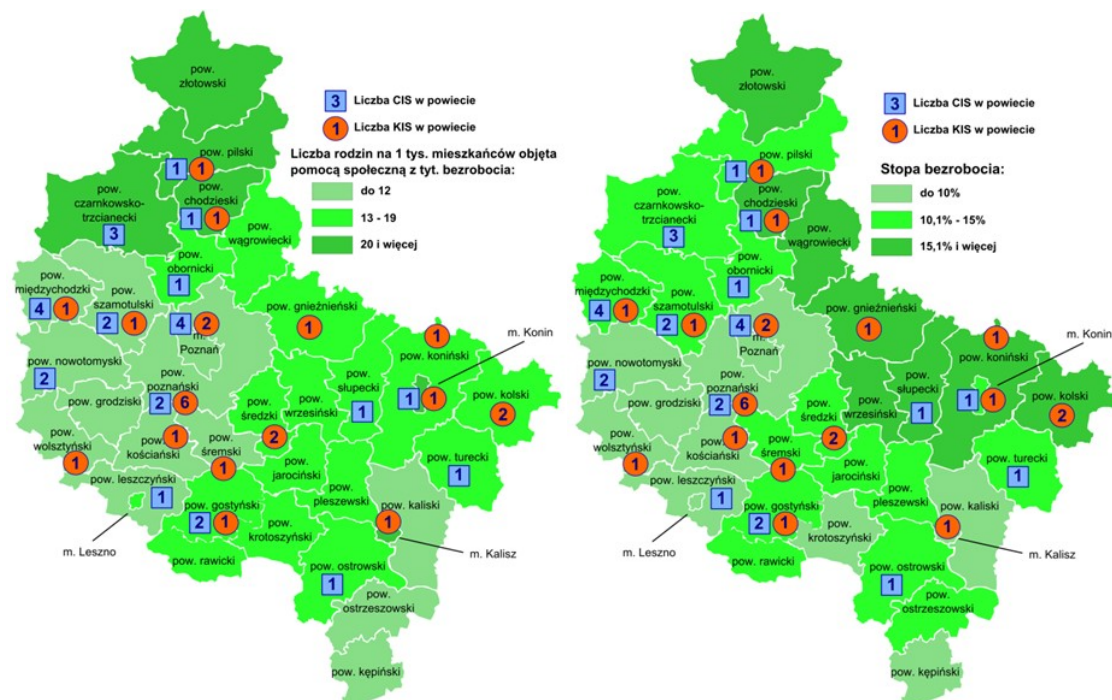 pow.
złotowski
3 Liczba CIS w powiecie
1 Liczba KIS w powiecie
Liczba rodzin na 1 tys. mieszkańców objęta
pomocą społeczną z tyt. bezrobocia:
do 12
13 - 19
20 i więcej
pow. pilski
1 1
pow.
czarnkowsko-
trzcianecki
3
pow.
chodzieski
1 1
pow.
wągrowiecki
pow.
obornicki
1
pow.
międzychodzki
4 1
pow.
szamotulski
2 1
4 2
m.
Poznań
pow. gnieźnieński
1
1
m. Konin
pow. koniński
pow. nowotomyski
2
pow.
poznański
2 6
pow.
słupecki
1
1 1
pow. kolski
2
pow. grodziski
pow.
wrzesiński
pow.
średzki
2
pow.
wolsztyński
1
1
pow.
kościański
pow.
śremski
1
pow.
jarociński
pow. turecki
1
pow. leszczyński
1
pow.
pleszewski
pow. kaliski
1
pow. gostyński
2 1
pow.
krotoszyński
m. Leszno
m. Kalisz
pow. rawicki
pow. ostrowski
1
pow.
ostrzeszowski
pow. kępiński
pow.
złotowski
3 Liczba CIS w powiecie
1 Liczba KIS w powiecie
Stopa bezrobocia:
do 10%
10,1% - 15%
15,1% i więcej
pow. pilski
1 1
pow.
czarnkowsko-
trzcianecki
3
pow.
chodzieski
1 1
pow.
wągrowiecki
pow.
obornicki
1
pow.
międzychodzki
4 1
pow.
szamotulski
2 1
4 2
m.
Poznań
pow. gnieźnieński
1
1
m. Konin
pow. koniński
pow. nowotomyski
2
pow.
poznański
2 6
pow.
słupecki
1
1 1
pow. kolski
2
pow. grodziski
pow.
wrzesiński
pow.
średzki
2
pow.
wolsztyński
1
1
pow.
kościański
pow.
śremski
1
pow.
jarociński
pow. turecki
1
pow.
leszczyński
1
pow.
pleszewski
pow. kaliski
1
pow. gostyński
2 1
pow.
krotoszyński
m. Leszno
m. Kalisz
pow. rawicki
pow. ostrowski
1
pow.
ostrzeszowski
pow. kępiński